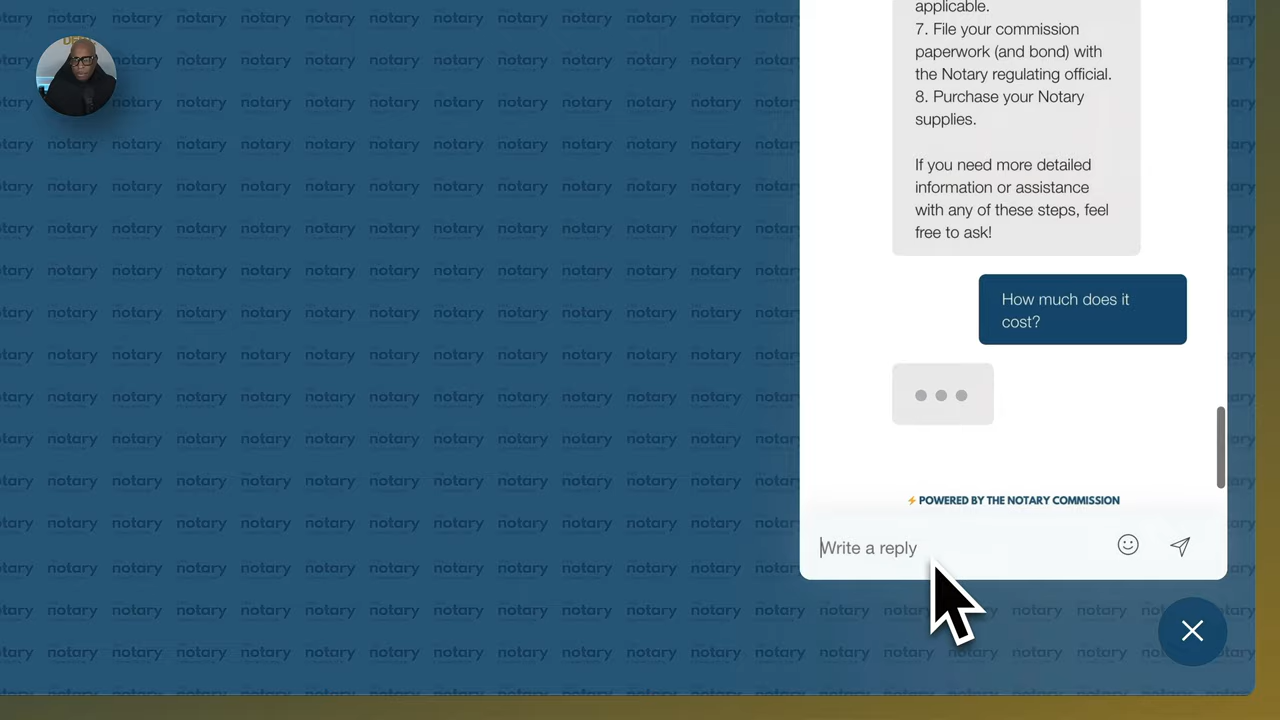 applicable.
7. File your commission
paperwork (and bond) with
the Notary regulating official.
8. Purchase your Notary
supplies.
If you need more detailed
information or assistance
with any of these steps, feel
free to ask!
How much does it
cost?
⚡POWERED BY THE NOTARY COMMISSION
Write a reply
notary